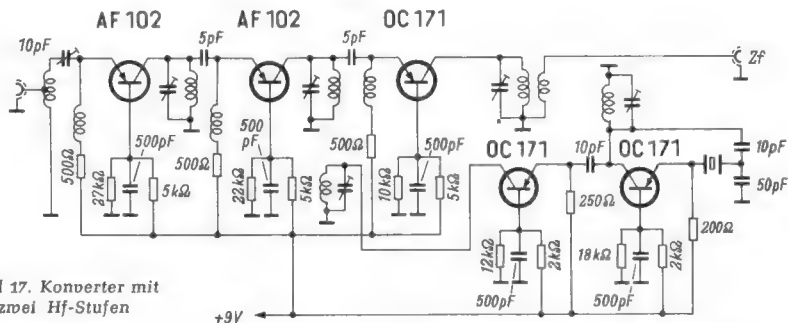 AF 102
AF 102
OC 171
10pF
5pF
5pF
Zf
500Ω
27kΩ
500pF
5kΩ
500Ω
22kΩ
500 pF
5kΩ
500Ω
10kΩ
500pF
5kΩ
OC 171
10pF
OC 171
10pF
50pF
250Ω
200Ω
12kΩ
500pF
2kΩ
18kΩ
500pF
2kΩ
17. Konverter mit
zwei Hf-Stufen
+9V